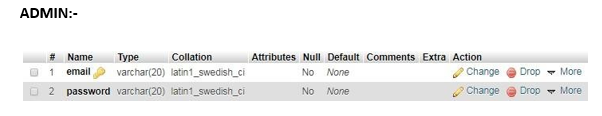 ADMIN:-
# Name Type Collation Attributes Null Default Comments Extra Action
1 email varchar(20) latin1_swedish_ci No None Change Drop More
2 password varchar(20) latin1_swedish_ci No None Change Drop More